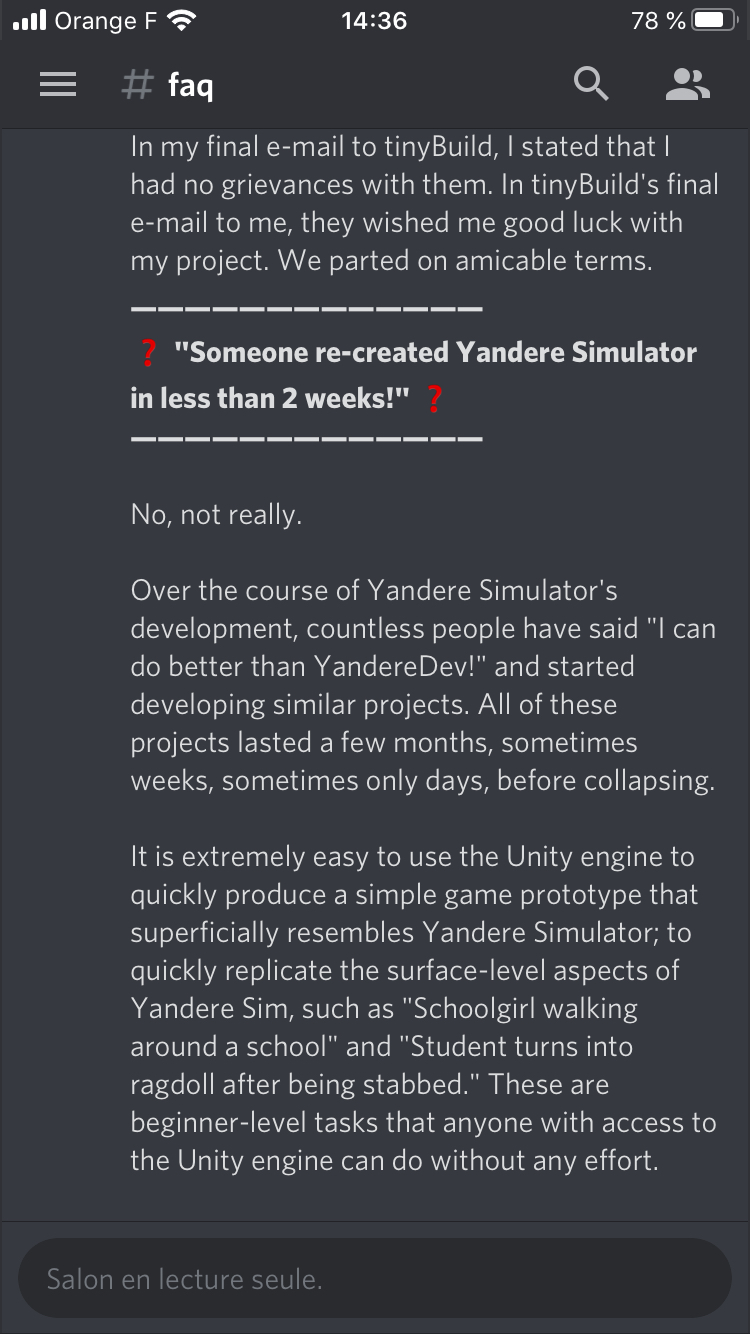 Orange F 14:36 78 %
# faq
In my final e-mail to tinyBuild, I stated that I
had no grievances with them. In tinyBuild's final
e-mail to me, they wished me good luck with
my project. We parted on amicable terms.
—————————————
❓ "Someone re-created Yandere Simulator
in less than 2 weeks!" ❓
—————————————
No, not really.
Over the course of Yandere Simulator's
development, countless people have said "I can
do better than YandereDev!" and started
developing similar projects. All of these
projects lasted a few months, sometimes
weeks, sometimes only days, before collapsing.
It is extremely easy to use the Unity engine to
quickly produce a simple game prototype that
superficially resembles Yandere Simulator; to
quickly replicate the surface-level aspects of
Yandere Sim, such as "Schoolgirl walking
around a school" and "Student turns into
ragdoll after being stabbed." These are
beginner-level tasks that anyone with access to
the Unity engine can do without any effort.
Salon en lecture seule.